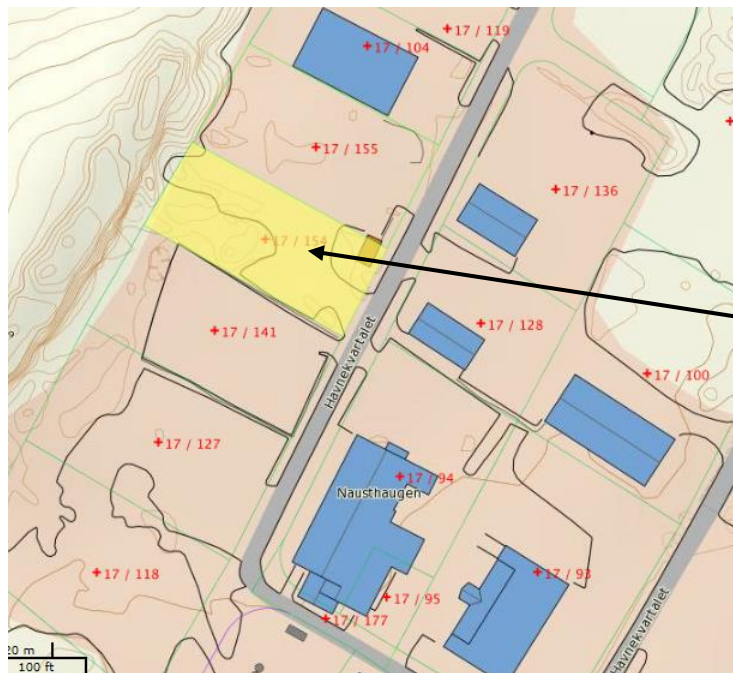 17 / 119
17 / 104
17 / 155
17 / 136
17 / 154
17 / 141
17 / 128
Havnekvartalet
17 / 100
17 / 127
17 / 94
Nausthaugen
17 / 118
17 / 93
17 / 95
17 / 177
Havnekvartalet
20 m
100 ft